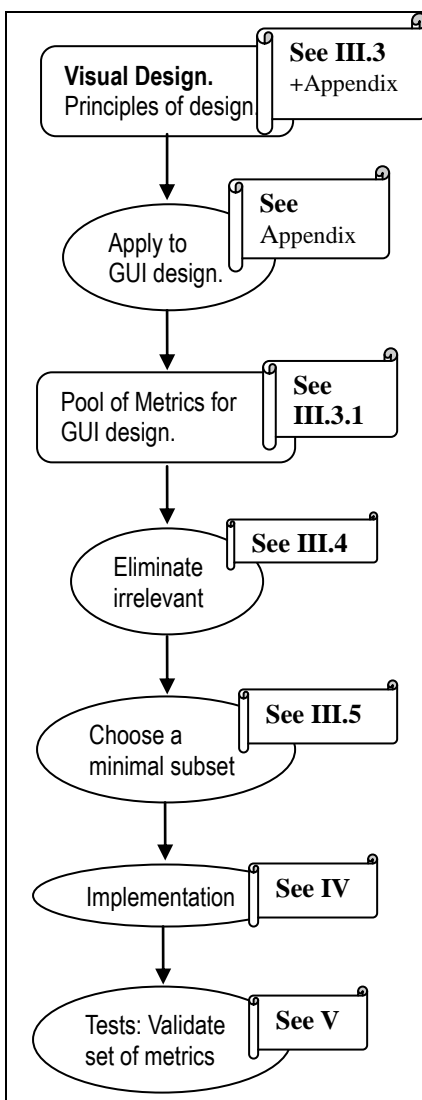 Visual Design.
Principles of design.
See III.3
+Appendix
Apply to
GUI design.
See
Appendix
Pool of Metrics for
GUI design.
See
III.3.1
Eliminate
irrelevant
See III.4
Choose a
minimal subset
See III.5
Implementation
See IV
Tests: Validate
set of metrics
See V